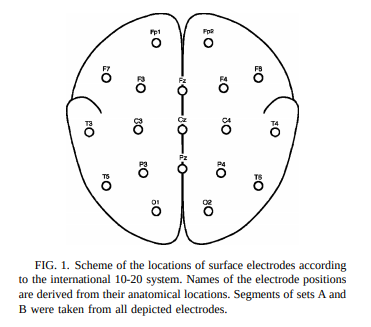 Fp1 Fp2
F7 F3 Fz F4 F8
T3 C3 Cz C4 T4
T5 P3 Pz P4 T6
O1 O2
FIG. 1. Scheme of the locations of surface electrodes according
to the international 10-20 system. Names of the electrode positions
are derived from their anatomical locations. Segments of sets A and
B were taken from all depicted electrodes.